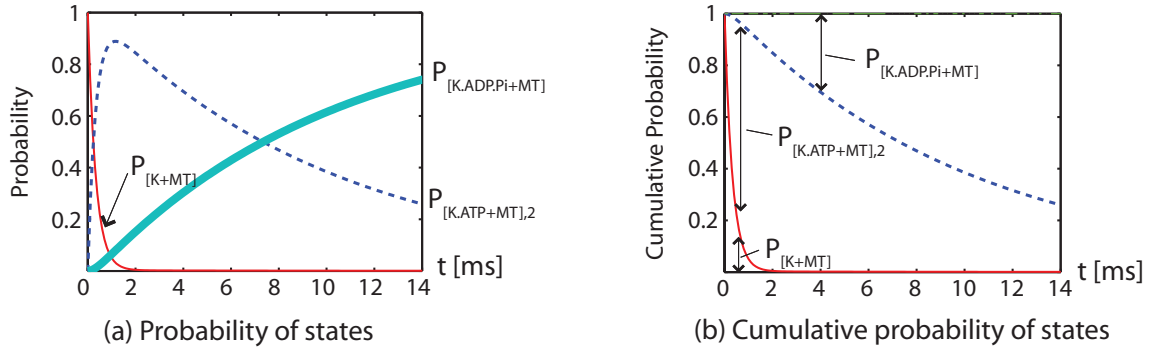 Probability
1
0.8
0.6
0.4
0.2
0 2 4 6 8 10 12 14
t [ms]
P[K+MT]
P[K.ADP.Pi+MT]
P[K.ATP+MT],2
(a) Probability of states
Cumulative Probability
1
0.8
0.6
0.4
0.2
0 2 4 6 8 10 12 14
t [ms]
P[K.ADP.Pi+MT]
P[K.ATP+MT],2
P[K+MT]
(b) Cumulative probability of states